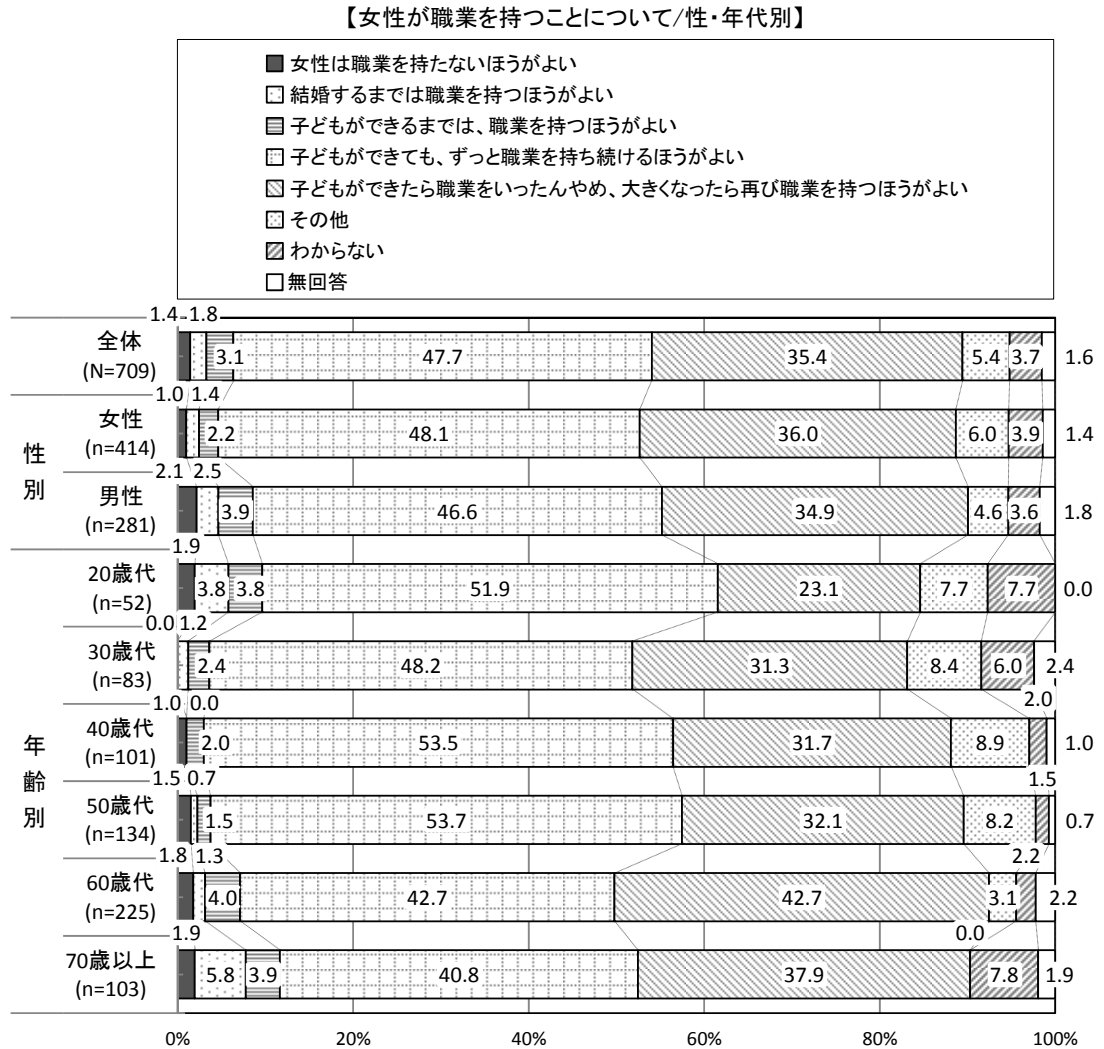 【女性が職業を持つことについて/性・年代別】
女性は職業を持たないほうがよい
結婚するまでは職業を持つほうがよい
子どもができるまでは、職業を持つほうがよい
子どもができても、ずっと職業を持ち続けるほうがよい
子どもができたら職業をいったんやめ、大きくなったら再び職業を持つほうがよい
その他
わからない
無回答
1.4 1.8
全体
(N=709)
3.1 47.7 35.4 5.4 3.7 1.6
性別
1.0 1.4
女性
(n=414)
2.2 48.1 36.0 6.0 3.9 1.4
2.1 2.5
男性
(n=281)
3.9 46.6 34.9 4.6 3.6 1.8
年齢別
1.9
20歳代
(n=52)
3.8 3.8 51.9 23.1 7.7 7.7 0.0
0.0 1.2
30歳代
(n=83)
2.4 48.2 31.3 8.4 6.0 2.4
1.0 0.0 2.0
40歳代
(n=101)
2.0 53.5 31.7 8.9 1.0
1.5 0.7 1.5
50歳代
(n=134)
1.5 53.7 32.1 8.2 0.7
1.8 1.3 2.2
60歳代
(n=225)
4.0 42.7 42.7 3.1 2.2
1.9 0.0
70歳以上
(n=103)
5.8 3.9 40.8 37.9 7.8 1.9
0% 20% 40% 60% 80% 100%